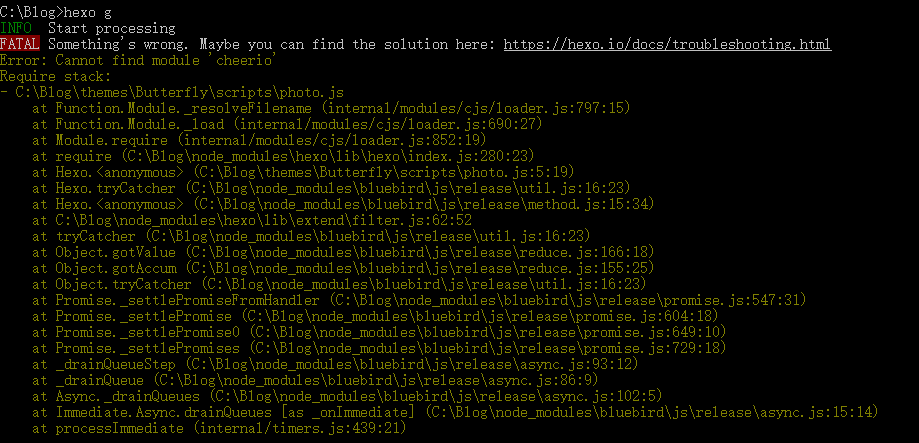 C:\Blog>hexo g
INFO  Start processing
FATAL Something's wrong. Maybe you can find the solution here: https://hexo.io/docs/troubleshooting.html
Error: Cannot find module 'cheerio'
Require stack:
- C:\Blog\themes\Butterfly\scripts\photo.js
    at Function.Module._resolveFilename (internal/modules/cjs/loader.js:797:15)
    at Function.Module._load (internal/modules/cjs/loader.js:690:27)
    at Module.require (internal/modules/cjs/loader.js:852:19)
    at require (C:\Blog\node_modules\hexo\lib\hexo\index.js:280:23)
    at Hexo.<anonymous> (C:\Blog\themes\Butterfly\scripts\photo.js:5:19)
    at Hexo.tryCatcher (C:\Blog\node_modules\bluebird\js\release\util.js:16:23)
    at Hexo.<anonymous> (C:\Blog\node_modules\bluebird\js\release\method.js:15:34)
    at C:\Blog\node_modules\hexo\lib\extend\filter.js:62:52
    at tryCatcher (C:\Blog\node_modules\bluebird\js\release\util.js:16:23)
    at Object.gotValue (C:\Blog\node_modules\bluebird\js\release\reduce.js:166:18)
    at Object.gotAccum (C:\Blog\node_modules\bluebird\js\release\reduce.js:155:25)
    at Object.tryCatcher (C:\Blog\node_modules\bluebird\js\release\util.js:16:23)
    at Promise._settlePromiseFromHandler (C:\Blog\node_modules\bluebird\js\release\promise.js:547:31)
    at Promise._settlePromise (C:\Blog\node_modules\bluebird\js\release\promise.js:604:18)
    at Promise._settlePromise0 (C:\Blog\node_modules\bluebird\js\release\promise.js:649:10)
    at Promise._settlePromises (C:\Blog\node_modules\bluebird\js\release\promise.js:729:18)
    at _drainQueueStep (C:\Blog\node_modules\bluebird\js\release\async.js:93:12)
    at _drainQueue (C:\Blog\node_modules\bluebird\js\release\async.js:86:9)
    at Async._drainQueues (C:\Blog\node_modules\bluebird\js\release\async.js:102:5)
    at Immediate.Async.drainQueues [as _onImmediate] (C:\Blog\node_modules\bluebird\js\release\async.js:15:14)
    at processImmediate (internal/timers.js:439:21)